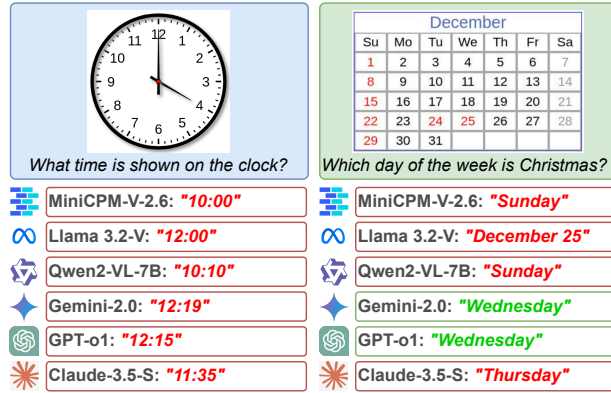 12
1
2
3
4
5
6
7
8
9
10
11
What time is shown on the clock?
MiniCPM-V-2.6: "10:00"
Llama 3.2-V: "12:00"
Qwen2-VL-7B: "10:10"
Gemini-2.0: "12:19"
GPT-o1: "12:15"
Claude-3.5-S: "11:35"
December
Su Mo Tu We Th Fr Sa
1 2 3 4 5 6 7
8 9 10 11 12 13 14
15 16 17 18 19 20 21
22 23 24 25 26 27 28
29 30 31
Which day of the week is Christmas?
MiniCPM-V-2.6: "Sunday"
Llama 3.2-V: "December 25"
Qwen2-VL-7B: "Sunday"
Gemini-2.0: "Wednesday"
GPT-o1: "Wednesday"
Claude-3.5-S: "Thursday"